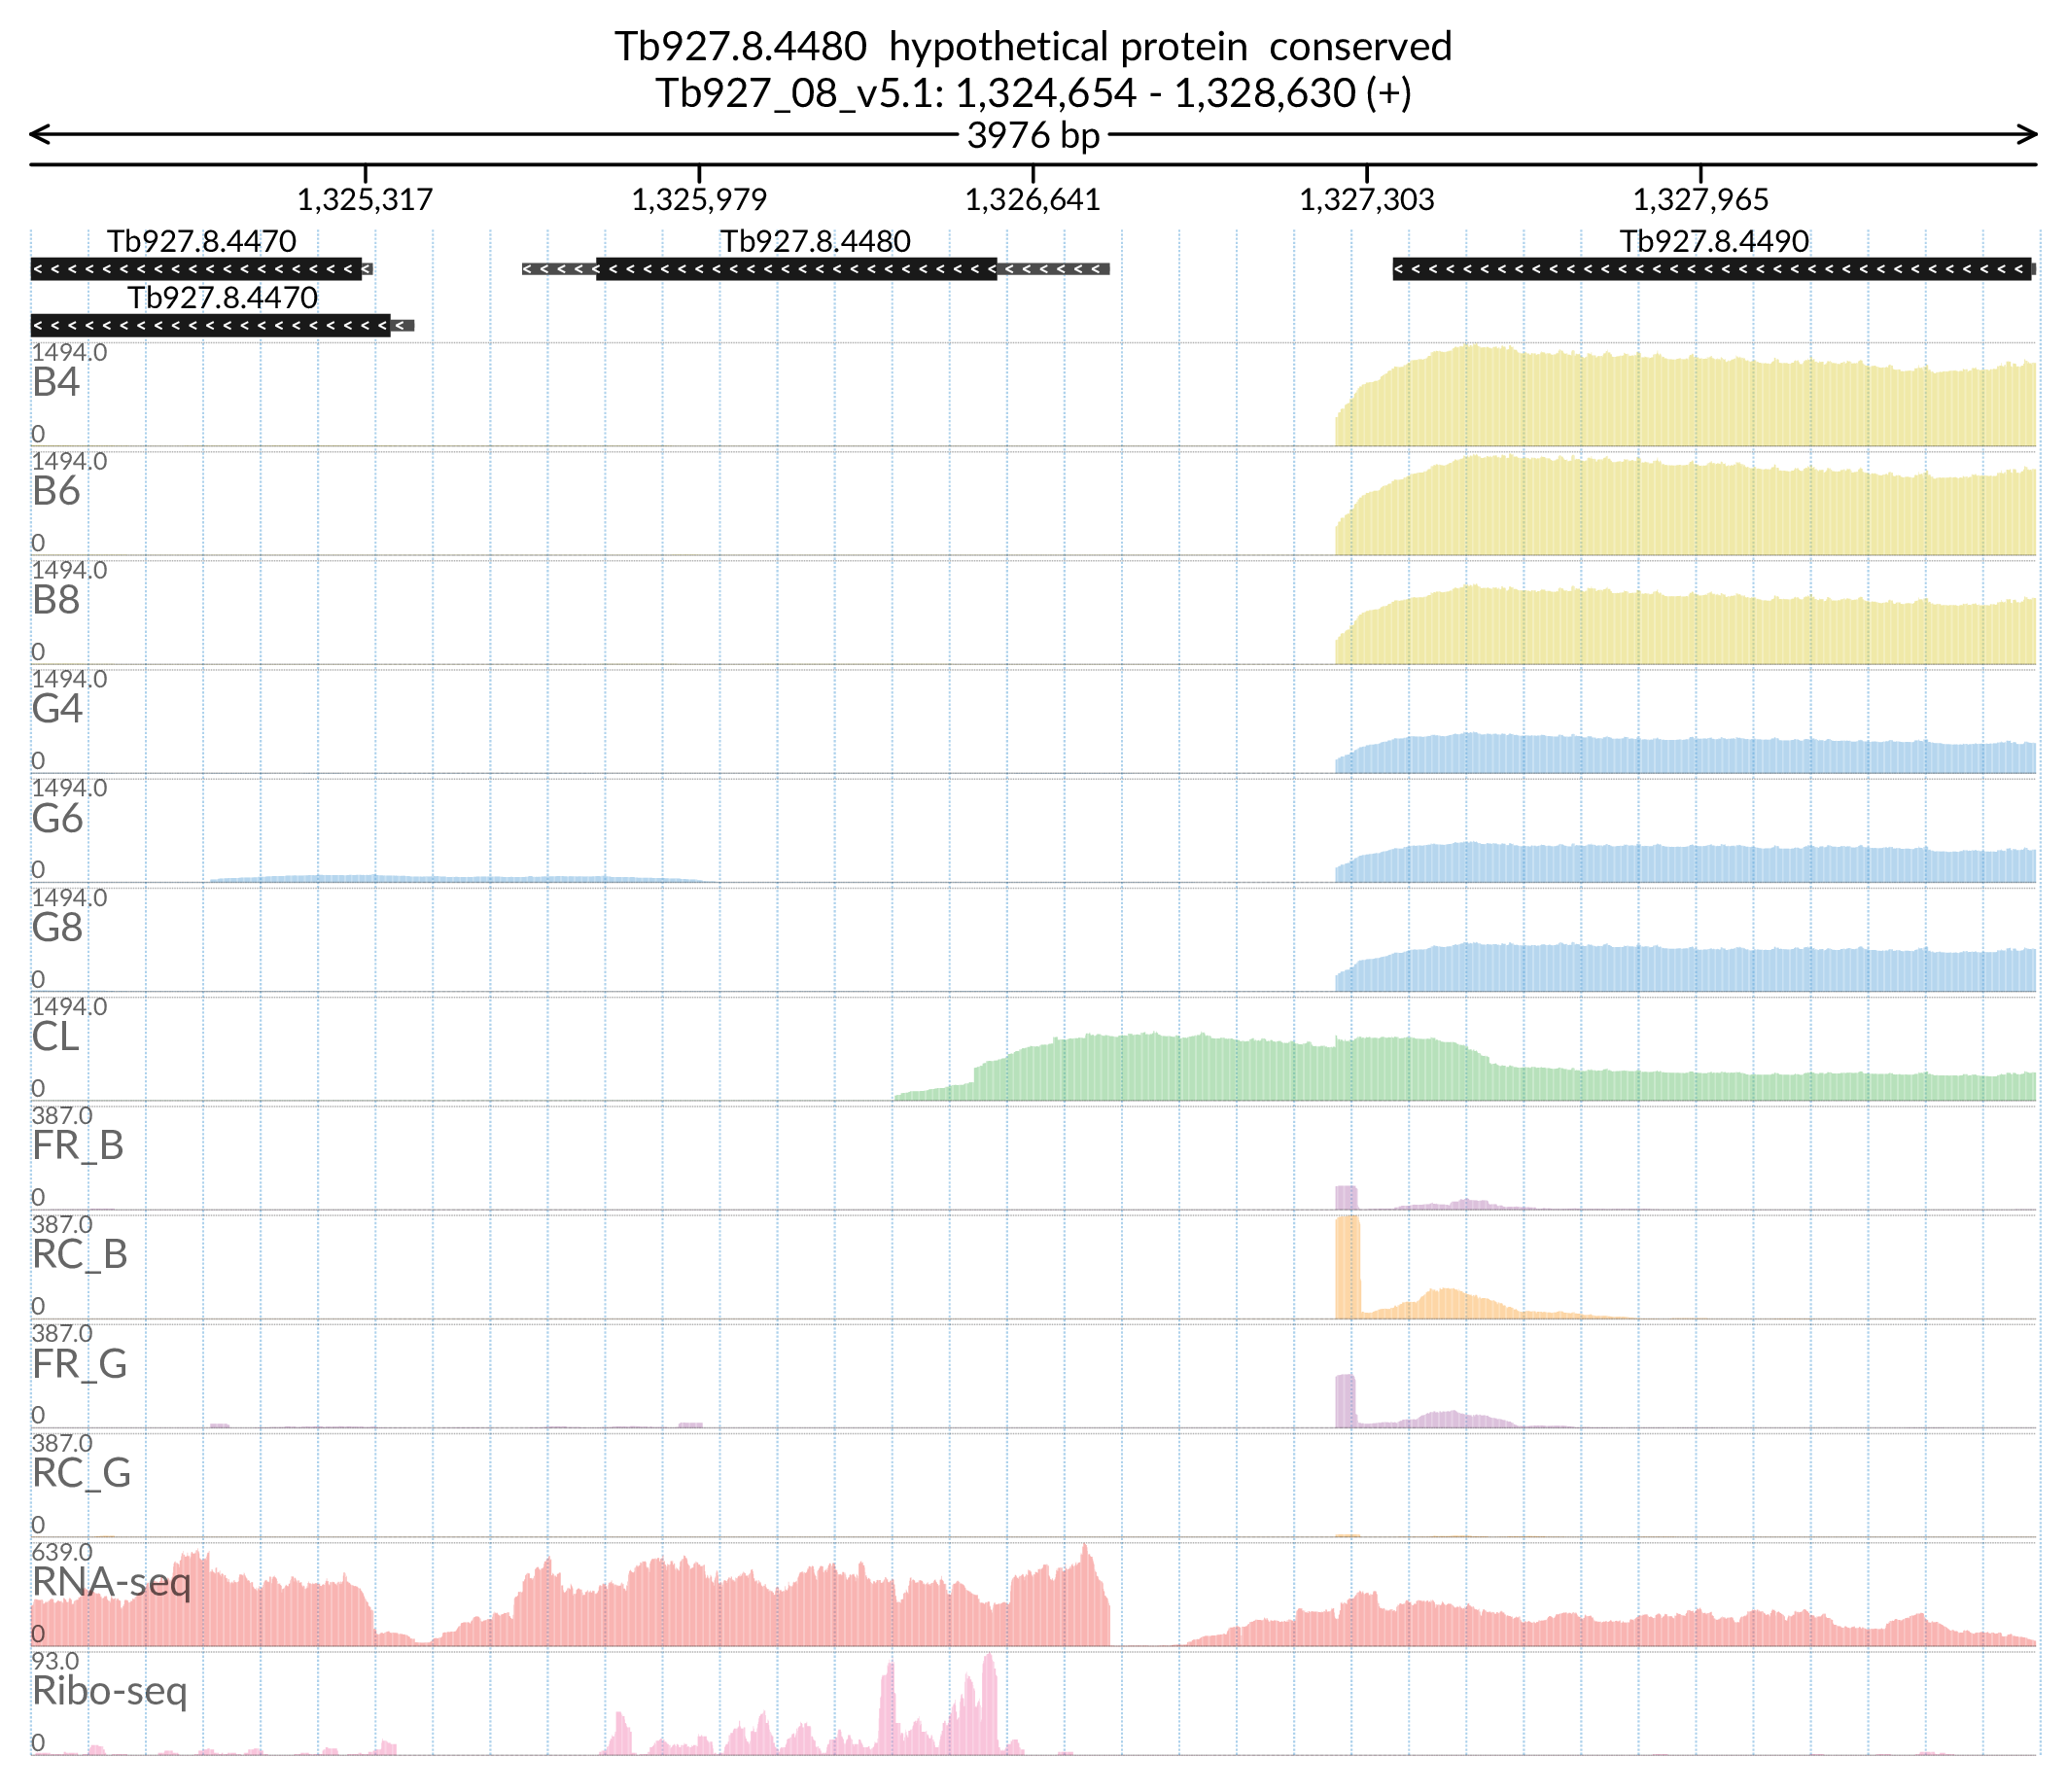 Tb927.8.4480  hypothetical protein  conserved
Tb927_08_v5.1: 1,324,654 - 1,328,630 (+)
3976 bp
1,325,317 1,325,979 1,326,641 1,327,303 1,327,965
Tb927.8.4470 Tb927.8.4480 Tb927.8.4490
Tb927.8.4470
1494.0
B4
0
1494.0
B6
0
1494.0
B8
0
1494.0
G4
0
1494.0
G6
0
1494.0
G8
0
1494.0
CL
0
387.0
FR_B
0
387.0
RC_B
0
387.0
FR_G
0
387.0
RC_G
0
639.0
RNA-seq
0
93.0
Ribo-seq
0